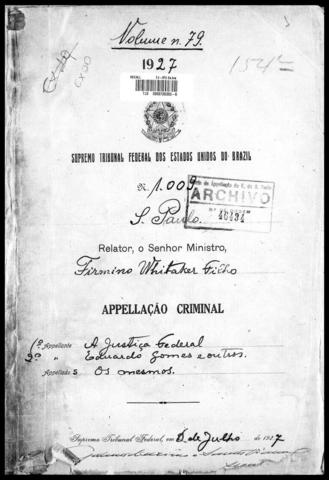 Volume n. 79.
1927
SUPREMO TRIBUNAL FEDERAL DOS ESTADOS UNIDOS DO BRAZIL
N. 1.009
ARCHIVO
S. Paulo.
Relator, o Senhor Ministro,
Firmino Whitaker Filho
APPELLAÇÃO CRIMINAL
1º Appellante A Justiça Federal
2º " Eduardo Gomes e outros.
Appellados Os mesmos.
Supremo Tribunal Federal, em de Julho de 1927